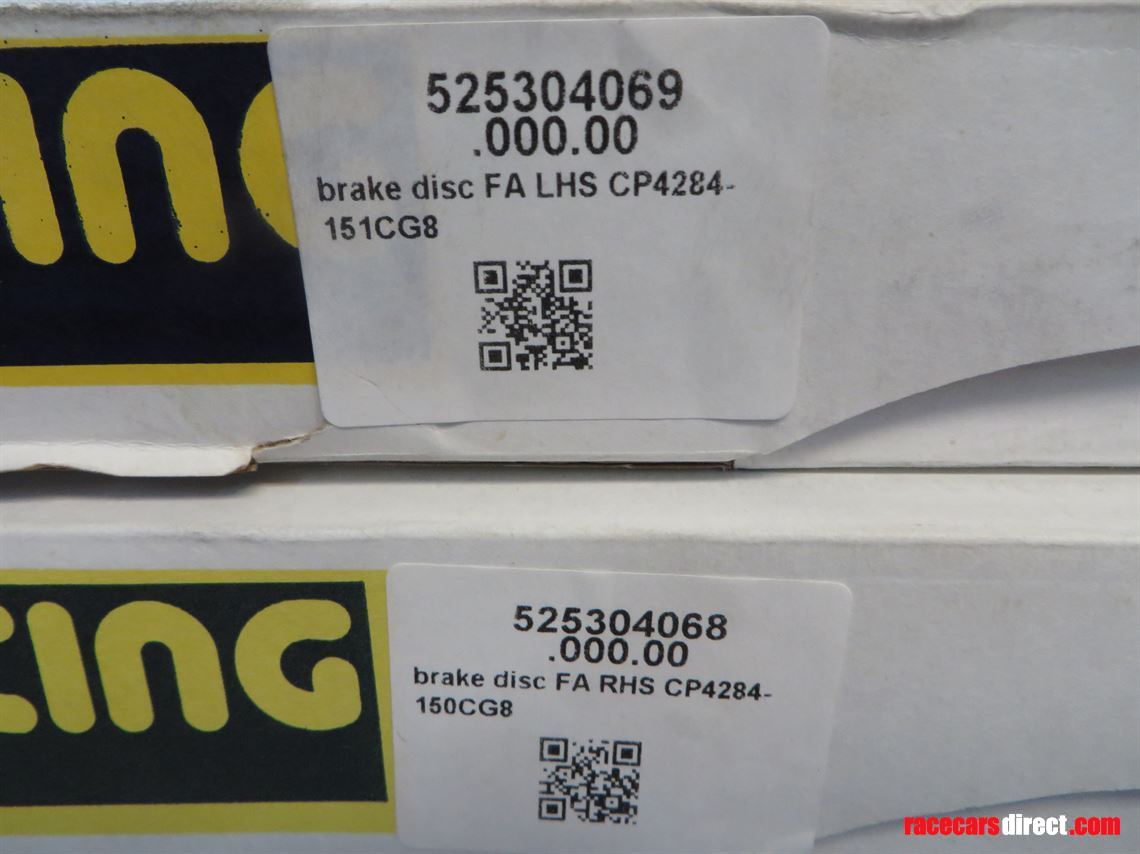 525304069
.000.00
brake disc FA LHS CP4284-
151CG8
CING
525304068
.000.00
brake disc FA RHS CP4284-
150CG8
racecarsdirect.com